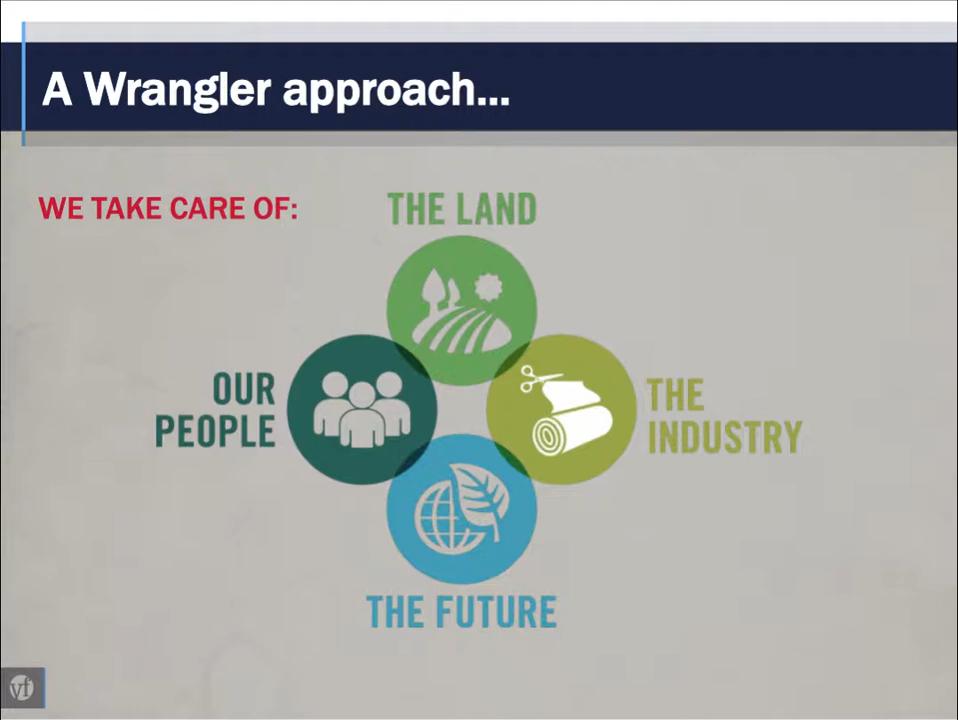 A Wrangler approach...
WE TAKE CARE OF:
THE LAND
OUR
PEOPLE
THE
INDUSTRY
THE FUTURE
vf